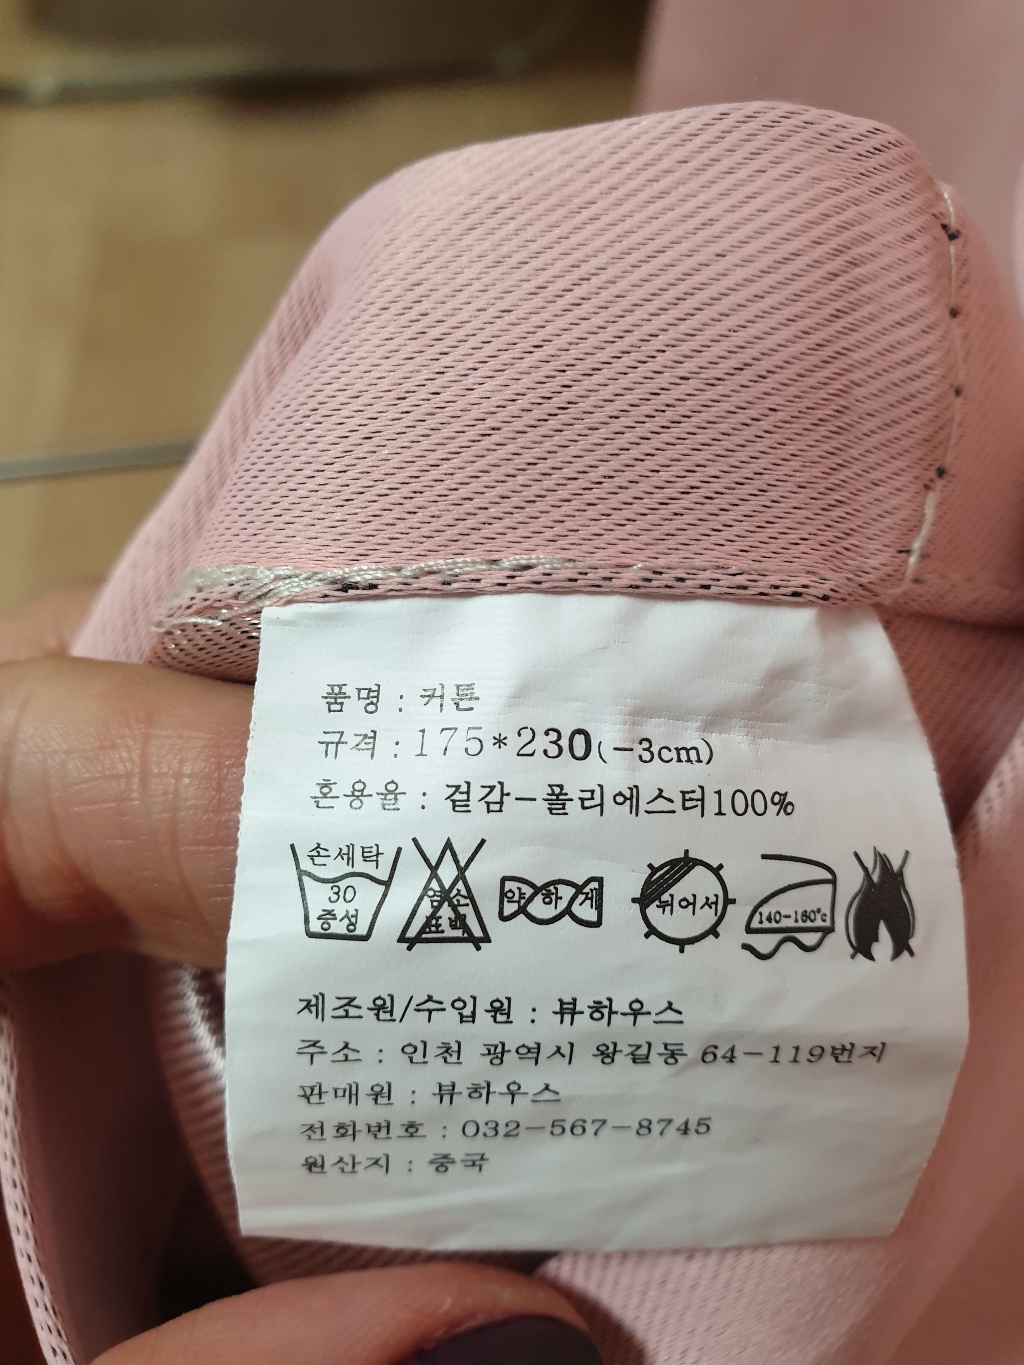 품명 : 커튼
규격 : 175*230(-3cm)
혼용율 : 겉감-폴리에스터100%
손세탁
30
중성
염소
표백
약하게
뒤어서
140-160°c
제조원/수입원 : 뷰하우스
주소 : 인천 광역시 왕길동 64-119번지
판매원 : 뷰하우스
전화번호 : 032-567-8745
원산지 : 중국